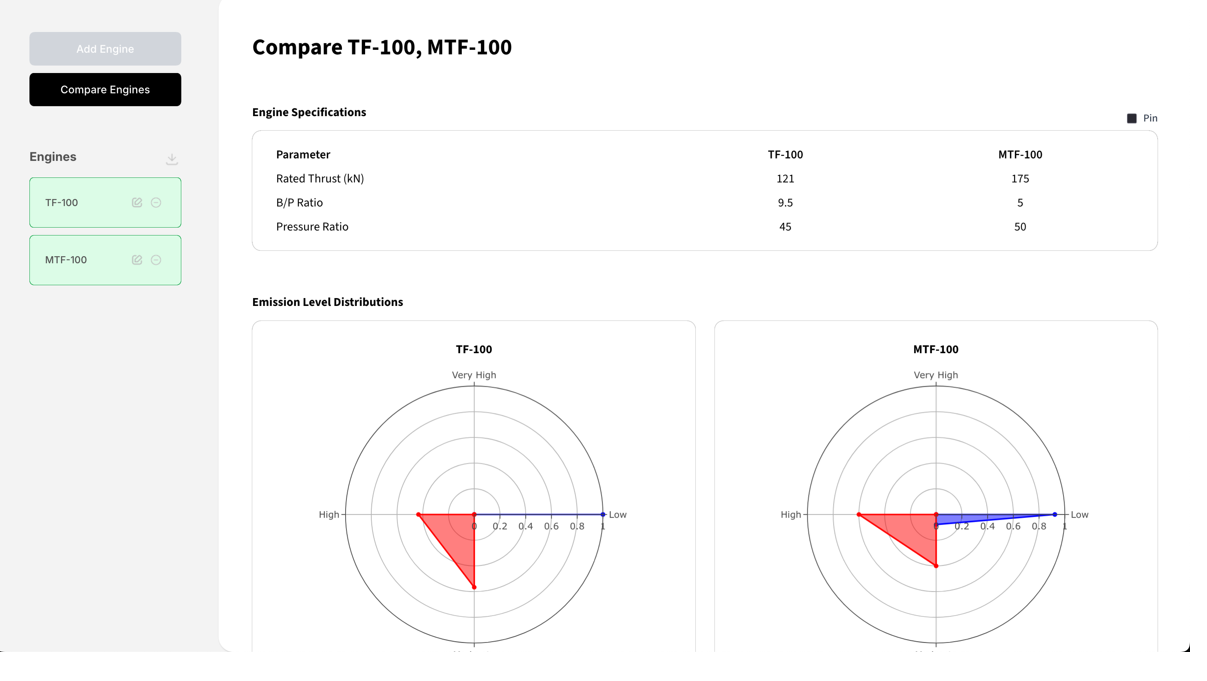 Add Engine
Compare Engines
Engines
TF-100
MTF-100
Compare TF-100, MTF-100
Engine Specifications
Pin
Parameter TF-100 MTF-100
Rated Thrust (kN) 121 175
B/P Ratio 9.5 5
Pressure Ratio 45 50
Emission Level Distributions
TF-100
Very High
High
Low
0 0.2 0.4 0.6 0.8 1
MTF-100
Very High
High
Low
0 0.2 0.4 0.6 0.8 1